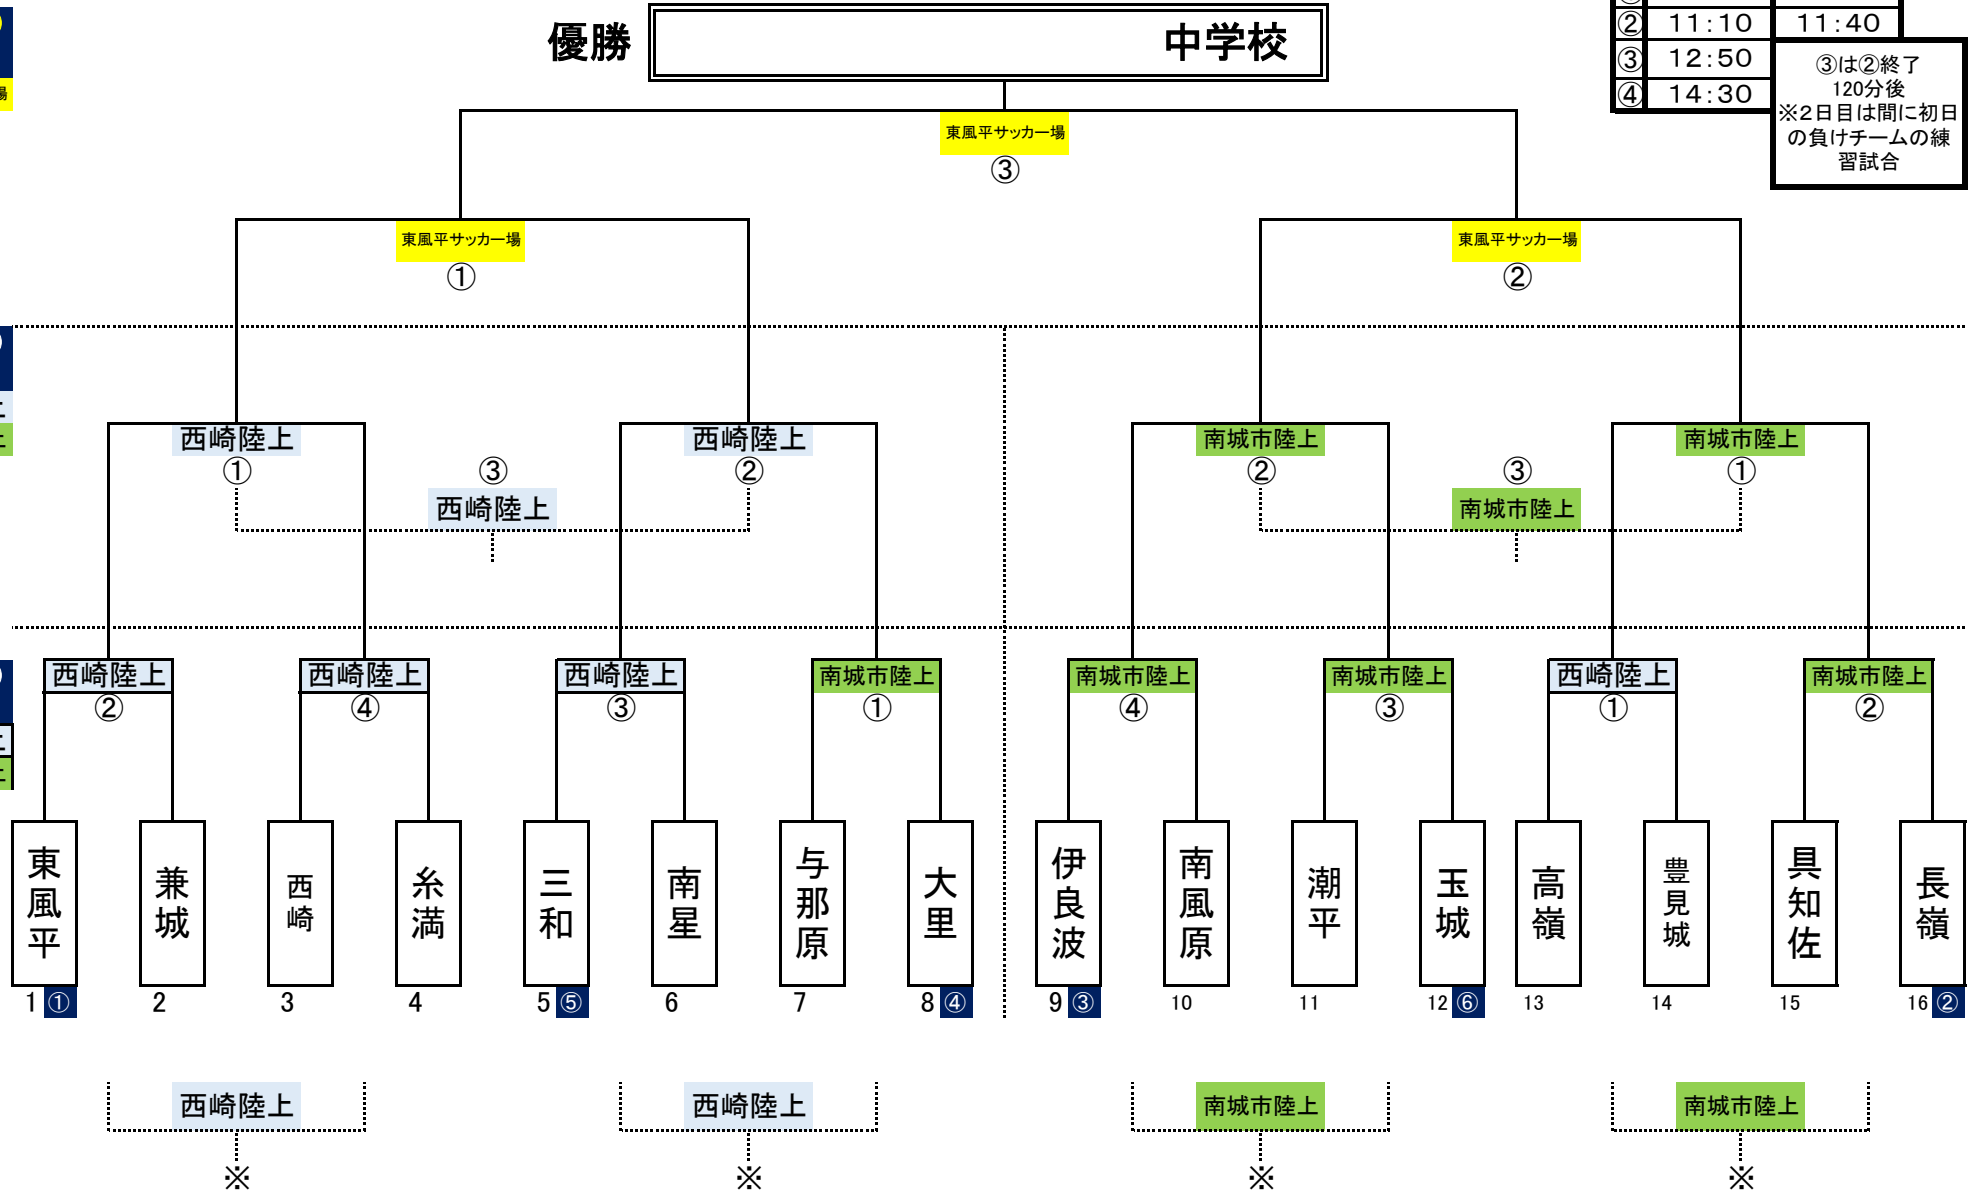 優勝
中学校
② 11:10 11:40
③ 12:50
④ 14:30
③は②終了
120分後
※2日目は間に初日
の負けチームの練
習試合
場
東風平サッカー場
③
東風平サッカー場
①
東風平サッカー場
②
西崎陸上
①
西崎陸上
②
南城市陸上
②
南城市陸上
①
③
西崎陸上
③
南城市陸上
西崎陸上
②
西崎陸上
④
西崎陸上
③
南城市陸上
①
南城市陸上
④
南城市陸上
③
西崎陸上
①
南城市陸上
②
東風平
兼城
西崎
糸満
三和
南星
与那原
大里
伊良波
南風原
潮平
玉城
高嶺
豊見城
具知佐
長嶺
1 ① 2 3 4 5 ⑤ 6 7 8 ④ 9 ③ 10 11 12 ⑥ 13 14 15 16 ②
西崎陸上
※
西崎陸上
※
南城市陸上
※
南城市陸上
※